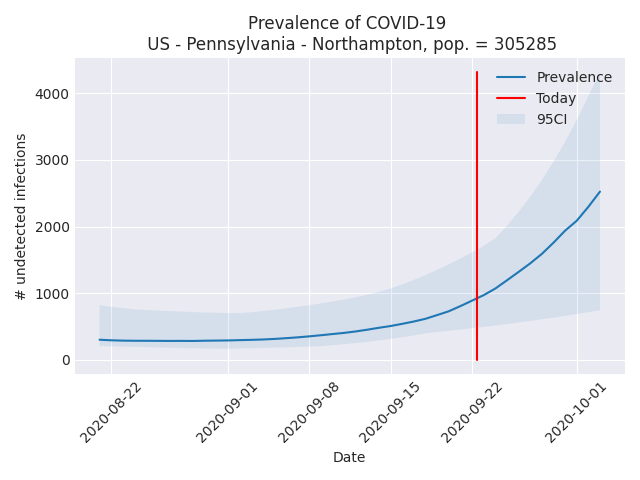 Prevalence of COVID-19
US - Pennsylvania - Northampton, pop. = 305285
Prevalence
Today
95CI
# undetected infections
4000
3000
2000
1000
0
2020-08-22
2020-09-01
2020-09-08
2020-09-15
2020-09-22
2020-10-01
Date